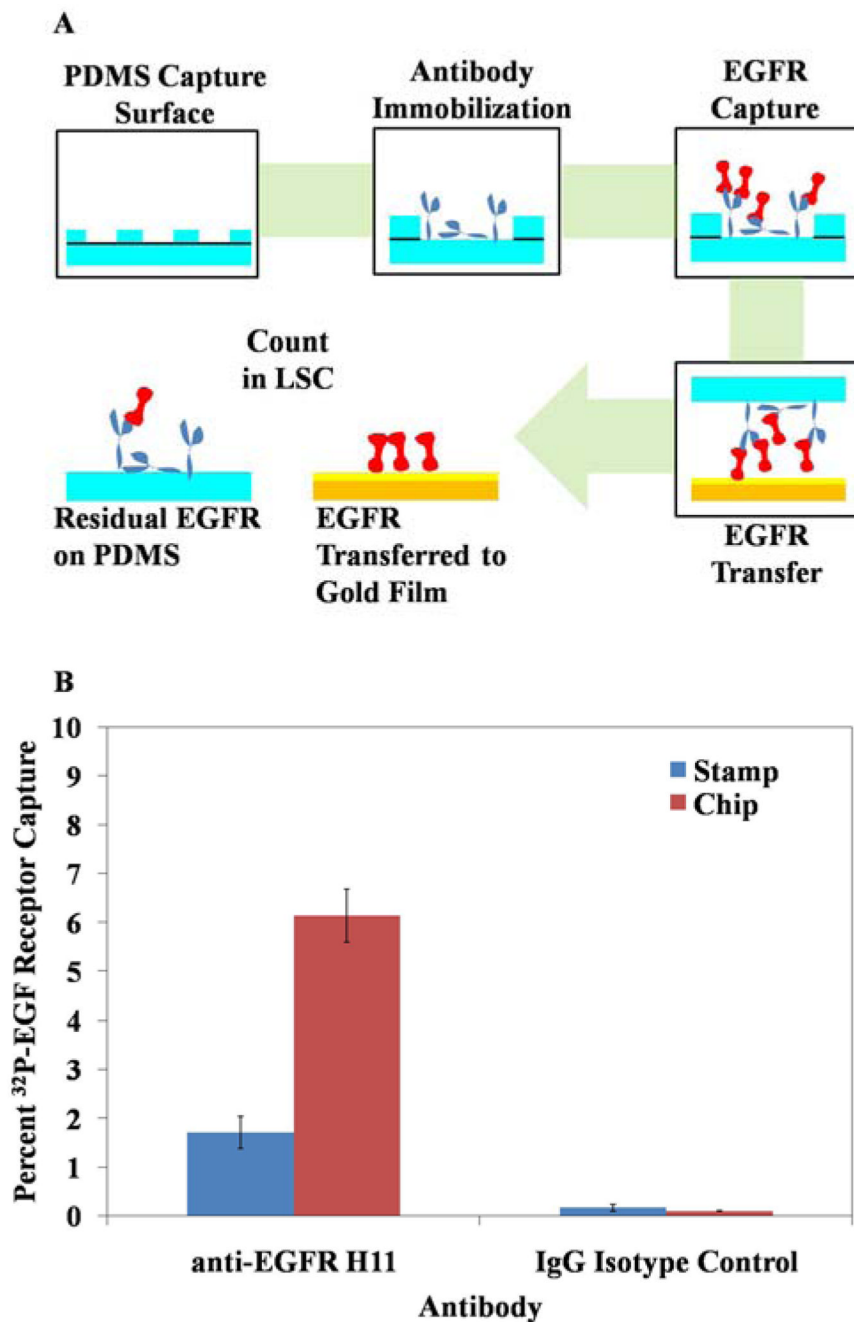 A
PDMS Capture
Surface
Antibody
Immobilization
EGFR
Capture
Count
in LSC
Residual EGFR
on PDMS
EGFR
Transferred to
Gold Film
EGFR
Transfer
B
10
9
8
7
6
5
4
3
2
1
0
Percent ³²P-EGF Receptor Capture
Stamp
Chip
anti-EGFR H11
IgG Isotype Control
Antibody